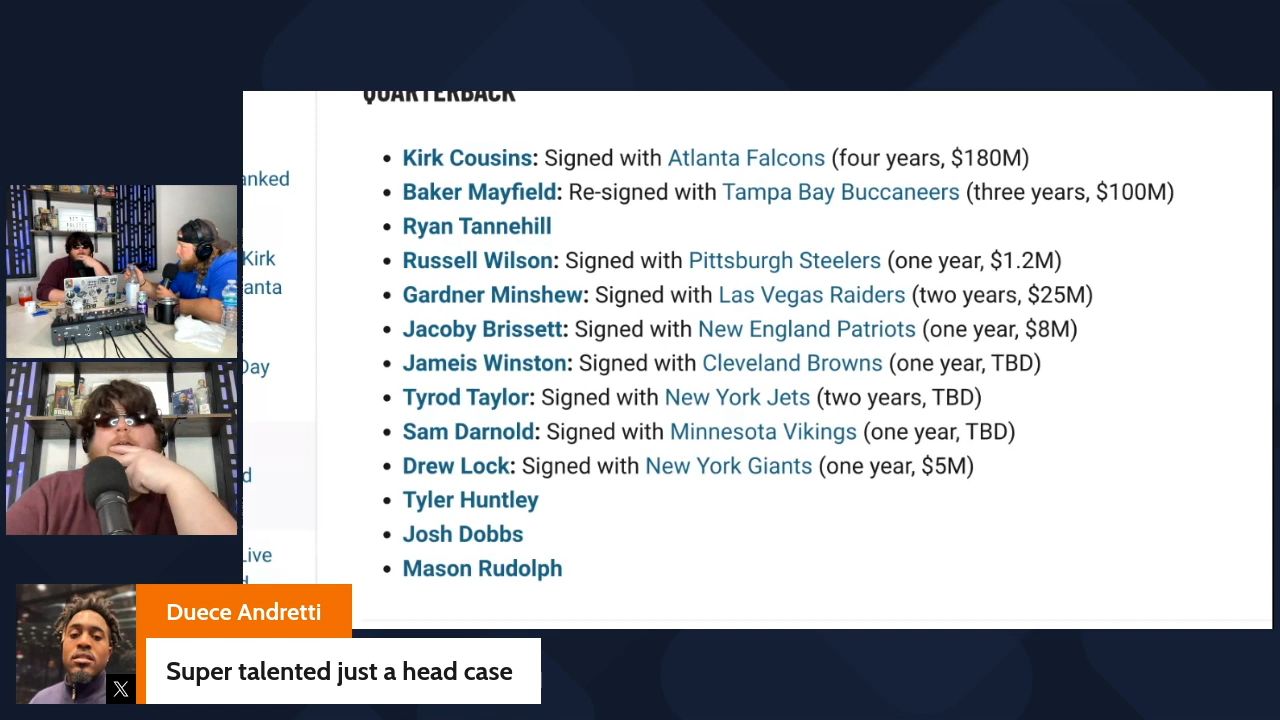 QUARTERBACK
• Kirk Cousins: Signed with Atlanta Falcons (four years, $180M)
• Baker Mayfield: Re-signed with Tampa Bay Buccaneers (three years, $100M)
• Ryan Tannehill
• Russell Wilson: Signed with Pittsburgh Steelers (one year, $1.2M)
• Gardner Minshew: Signed with Las Vegas Raiders (two years, $25M)
• Jacoby Brissett: Signed with New England Patriots (one year, $8M)
• Jameis Winston: Signed with Cleveland Browns (one year, TBD)
• Tyrod Taylor: Signed with New York Jets (two years, TBD)
• Sam Darnold: Signed with Minnesota Vikings (one year, TBD)
• Drew Lock: Signed with New York Giants (one year, $5M)
• Tyler Huntley
• Josh Dobbs
• Mason Rudolph
anked
Kirk
anta
Day
d
Live
Duece Andretti
X
Super talented just a head case